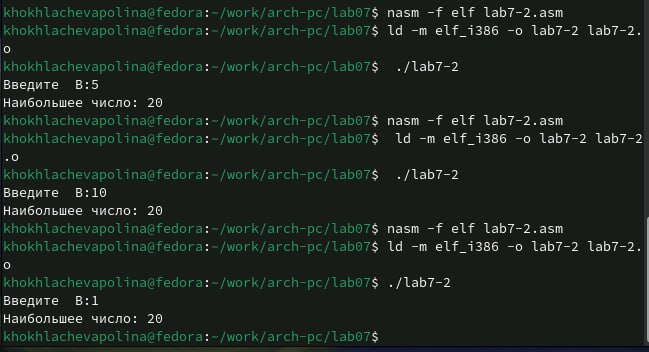 khokhlachevapolina@fedora:~/work/arch-pc/lab07$ nasm -f elf lab7-2.asm
khokhlachevapolina@fedora:~/work/arch-pc/lab07$ ld -m elf_i386 -o lab7-2 lab7-2.
o
khokhlachevapolina@fedora:~/work/arch-pc/lab07$  ./lab7-2
Введите  B:5
Наибольшее число: 20
khokhlachevapolina@fedora:~/work/arch-pc/lab07$ nasm -f elf lab7-2.asm
khokhlachevapolina@fedora:~/work/arch-pc/lab07$  ld -m elf_i386 -o lab7-2 lab7-2
.o
khokhlachevapolina@fedora:~/work/arch-pc/lab07$  ./lab7-2
Введите  B:10
Наибольшее число: 20
khokhlachevapolina@fedora:~/work/arch-pc/lab07$ nasm -f elf lab7-2.asm
khokhlachevapolina@fedora:~/work/arch-pc/lab07$ ld -m elf_i386 -o lab7-2 lab7-2.
o
khokhlachevapolina@fedora:~/work/arch-pc/lab07$ ./lab7-2
Введите  B:1
Наибольшее число: 20
khokhlachevapolina@fedora:~/work/arch-pc/lab07$